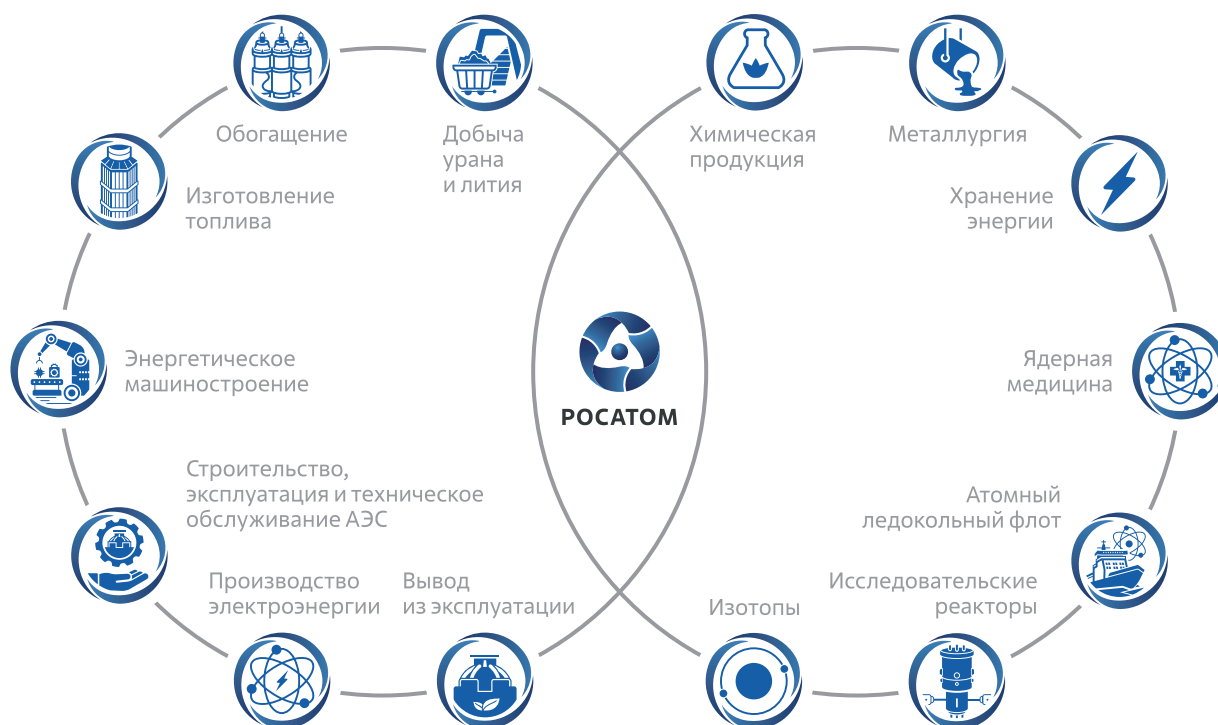 Обогащение
Добыча
урана
и лития
Химическая
продукция
Металлургия
Изготовление
топлива
Хранение
энергии
Энергетическое
машиностроение
РОСАТОМ
Ядерная
медицина
Строительство,
эксплуатация и техническое
обслуживание АЭС
Атомный
ледокольный флот
Производство
электроэнергии
Вывод
из эксплуатации
Изотопы
Исследовательские
реакторы